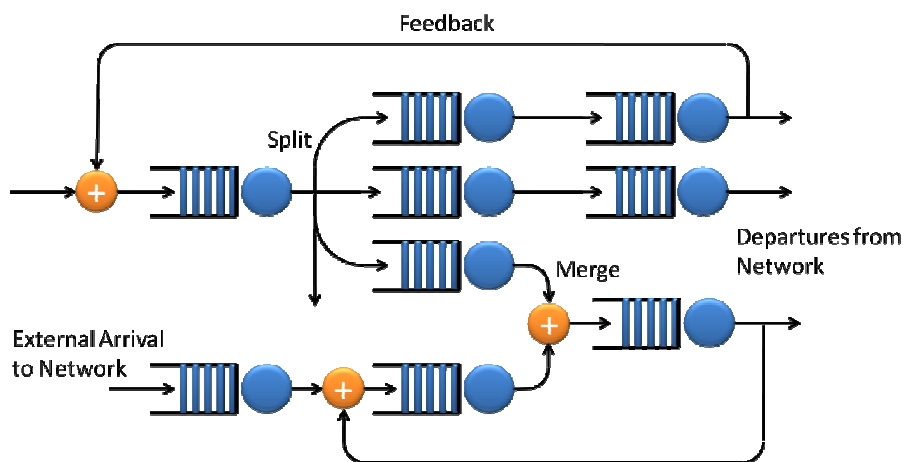 Feedback
Split
+
Departures from
Network
Merge
+
External Arrival
to Network
+